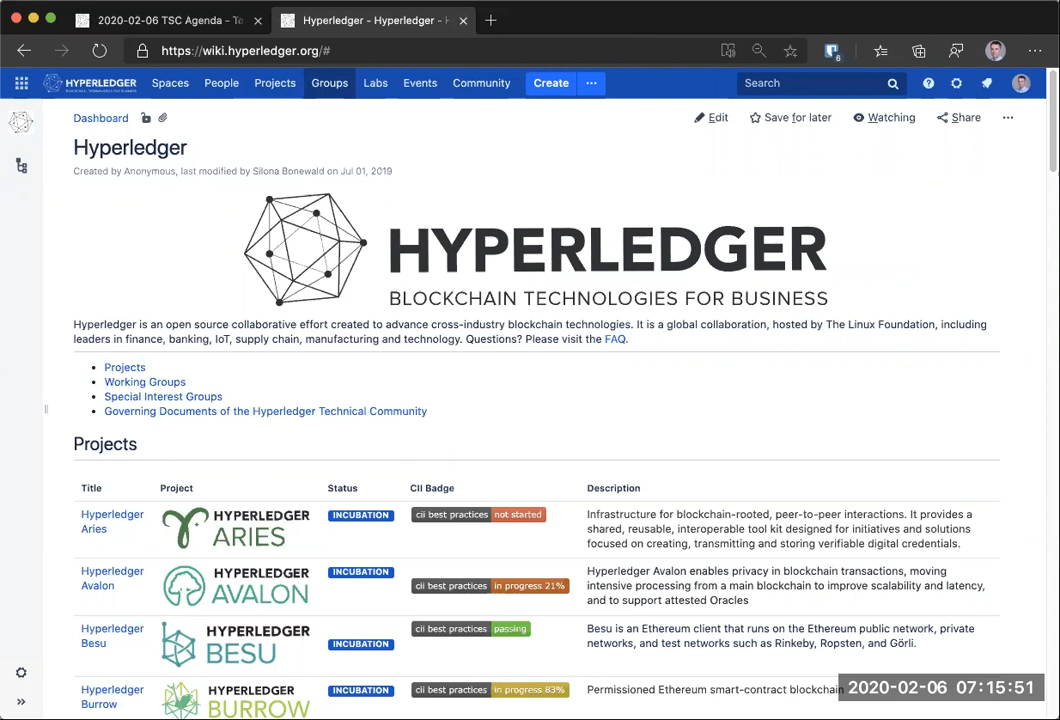 2020-02-06 TSC Agenda - Te
Hyperledger - Hyperledger - H
https://wiki.hyperledger.org/#
6
HYPERLEDGER
Spaces
People
Projects
Groups
Labs
Events
Community
Create
Search
Dashboard
Edit
Save for later
Watching
Share
Hyperledger
Created by Anonymous, last modified by Silona Bonewald on Jul 01, 2019
HYPERLEDGER
BLOCKCHAIN TECHNOLOGIES FOR BUSINESS
Hyperledger is an open source collaborative effort created to advance cross-industry blockchain technologies. It is a global collaboration, hosted by The Linux Foundation, including
leaders in finance, banking, IoT, supply chain, manufacturing and technology. Questions? Please visit the FAQ.
Projects
Working Groups
Special Interest Groups
Governing Documents of the Hyperledger Technical Community
Projects
Title Project Status CII Badge Description
Hyperledger
Aries
HYPERLEDGER
ARIES
INCUBATION
cii best practices not started
Infrastructure for blockchain-rooted, peer-to-peer interactions. It provides a
shared, reusable, interoperable tool kit designed for initiatives and solutions
focused on creating, transmitting and storing verifiable digital credentials.
Hyperledger
Avalon
HYPERLEDGER
AVALON
INCUBATION
cii best practices in progress 21%
Hyperledger Avalon enables privacy in blockchain transactions, moving
intensive processing from a main blockchain to improve scalability and latency,
and to support attested Oracles
Hyperledger
Besu
HYPERLEDGER
BESU
INCUBATION
cii best practices passing
Besu is an Ethereum client that runs on the Ethereum public network, private
networks, and test networks such as Rinkeby, Ropsten, and Görli.
Hyperledger
Burrow
HYPERLEDGER
BURROW
INCUBATION
cii best practices in progress 83%
Permissioned Ethereum smart-contract blockchain
2020-02-06 07:15:51